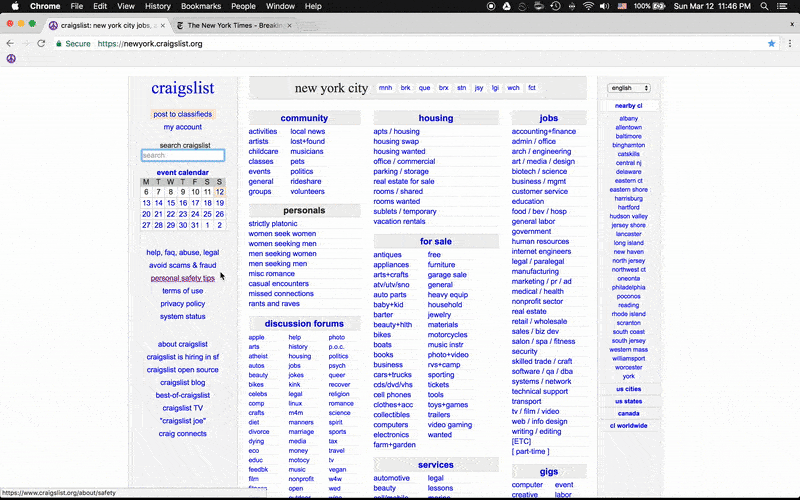 Chrome File Edit View History Bookmarks People Window Help 100% Sun Mar 12 11:46 PM
craigslist: new york city jobs, a
The New York Times - Breaking
Secure https://newyork.craigslist.org
craigslist
post to classifieds
my account
search craigslist
search
event calendar
M T W T F S S
6 7 8 9 10 11 12
13 14 15 16 17 18 19
20 21 22 23 24 25 26
27 28 29 30 31 1 2
help, faq, abuse, legal
avoid scams & fraud
personal safety tips
terms of use
privacy policy
system status
about craigslist
craigslist is hiring in sf
craigslist open source
craigslist blog
best-of-craigslist
craigslist TV
"craigslist joe"
craig connects
new york city mnh brk que brx stn jsy lgi wch fct
community
activities local news
artists lost+found
childcare musicians
classes pets
events politics
general rideshare
groups volunteers
personals
strictly platonic
women seek women
women seeking men
men seeking women
men seeking men
misc romance
casual encounters
missed connections
rants and raves
discussion forums
apple help photo
arts history p.o.c.
atheist housing politics
autos jobs psych
beauty jokes queer
bikes kink recover
celebs legal religion
comp linux romance
crafts m4m science
diet manners spirit
divorce marriage sports
dying media tax
eco money travel
educ motocy tv
feedbk music vegan
film nonprofit w4w
open wed
housing
apts / housing
housing swap
housing wanted
office / commercial
parking / storage
real estate for sale
rooms / shared
rooms wanted
sublets / temporary
vacation rentals
for sale
antiques free
appliances furniture
arts+crafts garage sale
atv/utv/sno general
auto parts heavy equip
baby+kid household
barter jewelry
beauty+hlth materials
bikes motorcycles
boats music instr
books photo+video
business rvs+camp
cars+trucks sporting
cds/dvd/vhs tickets
cell phones tools
clothes+acc toys+games
collectibles trailers
computers video gaming
electronics wanted
farm+garden
services
automotive legal
beauty lessons
jobs
accounting+finance
admin / office
arch / engineering
art / media / design
biotech / science
business / mgmt
customer service
education
food / bev / hosp
general labor
government
human resources
internet engineers
legal / paralegal
manufacturing
marketing / pr / ad
medical / health
nonprofit sector
real estate
retail / wholesale
sales / biz dev
salon / spa / fitness
security
skilled trade / craft
software / qa / dba
systems / network
technical support
transport
tv / film / video
web / info design
writing / editing
[ETC]
[ part-time ]
gigs
computer event
creative labor
english
nearby cl
albany
allentown
baltimore
binghamton
catskills
central nj
delaware
eastern ct
eastern shore
harrisburg
hartford
hudson valley
jersey shore
lancaster
long island
new haven
north jersey
northwest ct
oneonta
philadelphia
poconos
reading
rhode island
scranton
south coast
south jersey
western mass
williamsport
worcester
york
us cities
us states
canada
cl worldwide
https://www.craigslist.org/about/safety